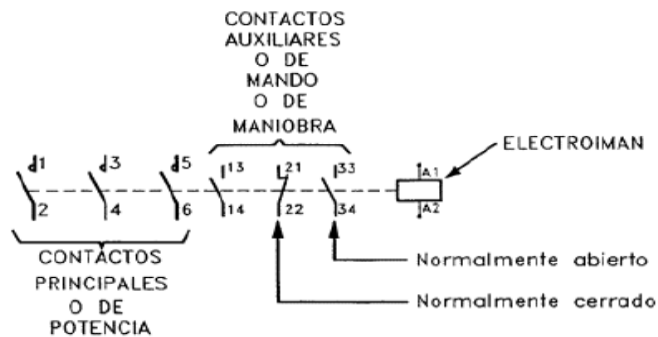 CONTACTOS
AUXILIARES
O DE
MANDO
O DE
MANIOBRA
ELECTROIMAN
1 3 5 13 21 33 A1
2 4 6 14 22 34 A2
CONTACTOS
PRINCIPALES
O DE
POTENCIA
Normalmente abierto
Normalmente cerrado